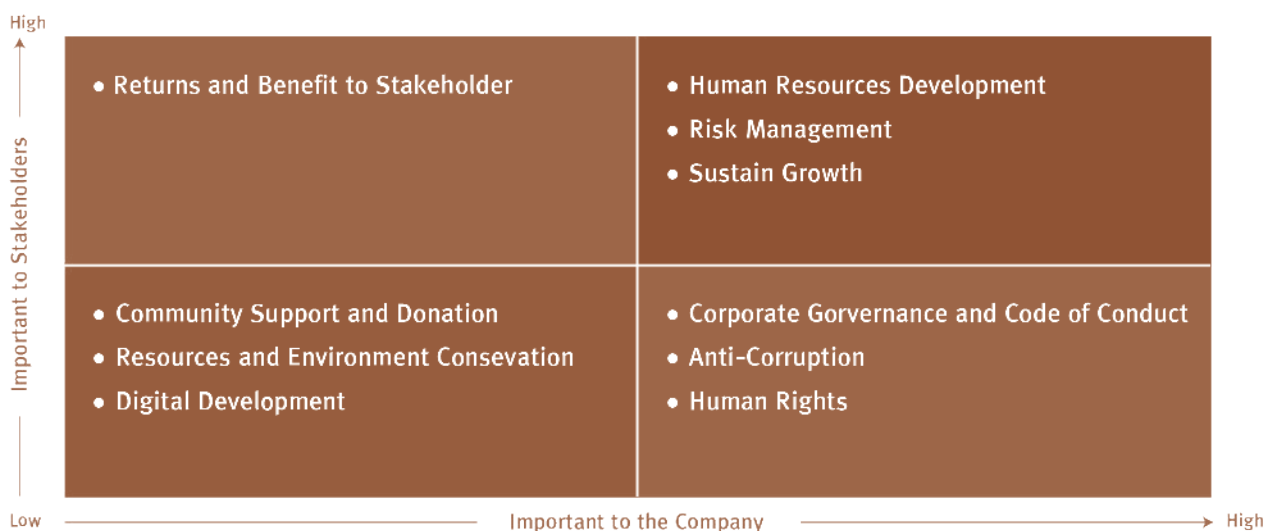 High
Important to Stakeholders
• Returns and Benefit to Stakeholder
• Human Resources Development
• Risk Management
• Sustain Growth
• Community Support and Donation
• Resources and Environment Consevation
• Digital Development
• Corporate Gorvernance and Code of Conduct
• Anti-Corruption
• Human Rights
Low
Important to the Company
High